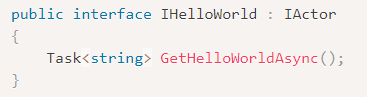 public interface IHelloWorld : IActor
{
    Task<string> GetHelloWorldAsync();
}